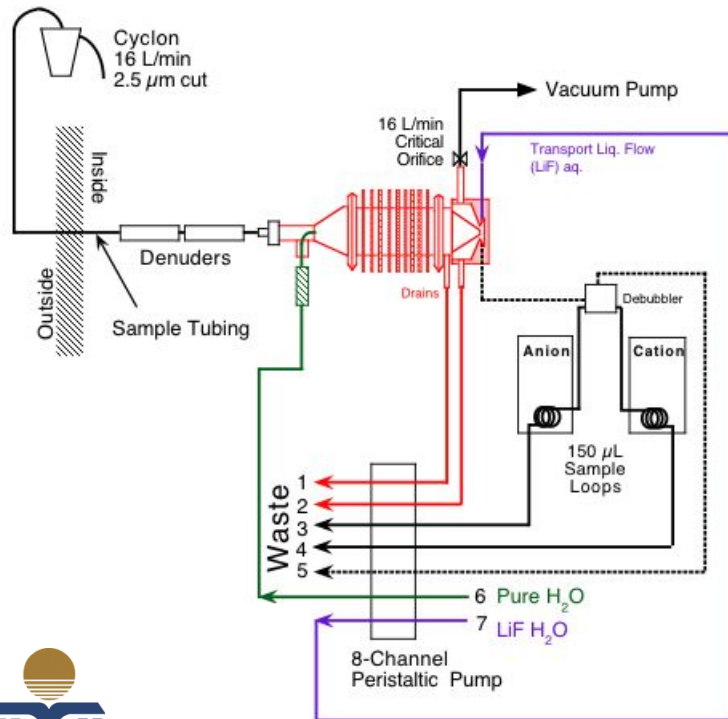 Cyclon
16 L/min
2.5 µm cut
Vacuum Pump
16 L/min
Critical
Orifice
Transport Liq. Flow
(LiF) aq.
Inside
Outside
Denuders
Sample Tubing
Drains
Debubbler
Anion
Cation
150 µL
Sample
Loops
Waste
1
2
3
4
5
6 Pure H₂O
7 LiF H₂O
8-Channel
Peristaltic Pump